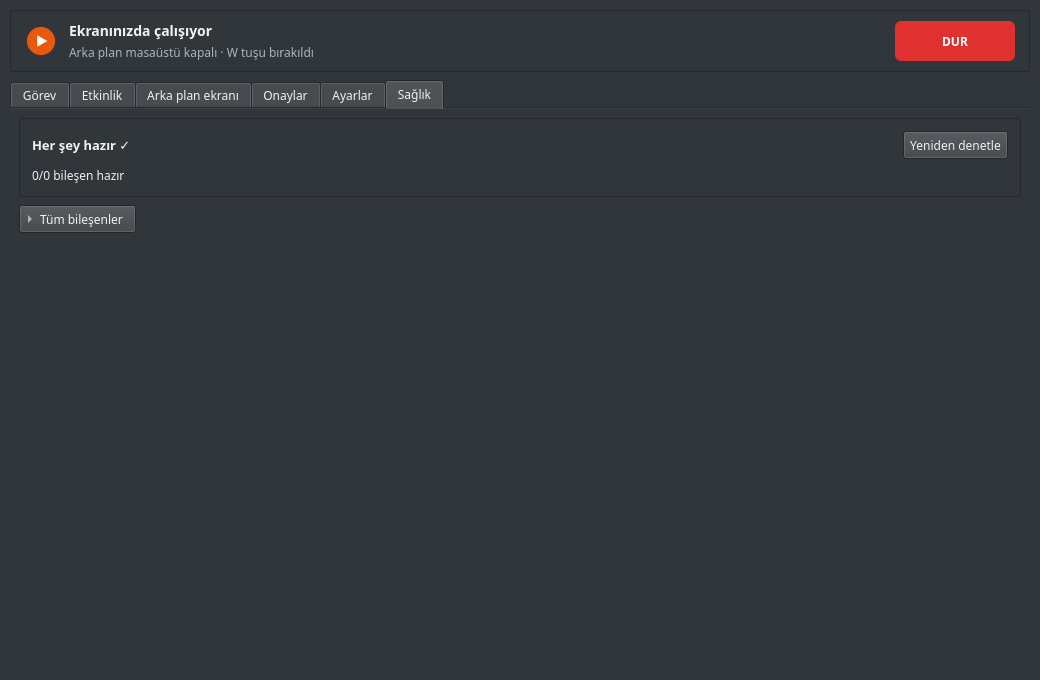 Ekranınızda çalışıyor
Arka plan masaüstü kapalı · W tuşu bırakıldı
DUR
Görev
Etkinlik
Arka plan ekranı
Onaylar
Ayarlar
Sağlık
Her şey hazır ✓
Yeniden denetle
0/0 bileşen hazır
Tüm bileşenler